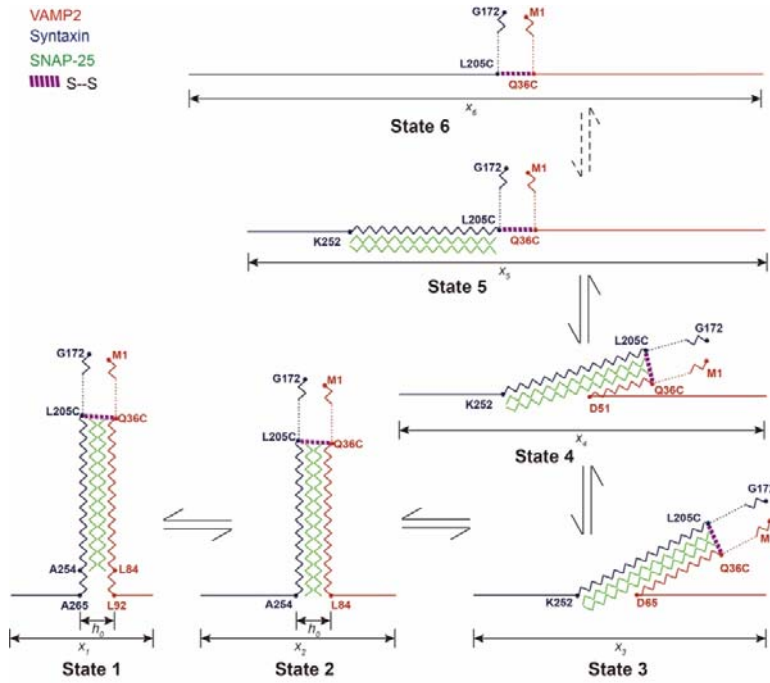 VAMP2
Syntaxin
SNAP-25
S--S
G172 M1
L205C
Q36C
x6
State 6
G172 M1
L205C
K252 Q36C
x5
State 5
L205C G172
M1
Q36C
K252 D51
x4
State 4
G172 M1
L205C Q36C
A254 L84
A265 L92
h0
x1
State 1
G172 M1
L205C Q36C
A254 L84
h0
x2
State 2
G172
L205C
M
Q36C
K252 D65
x3
State 3